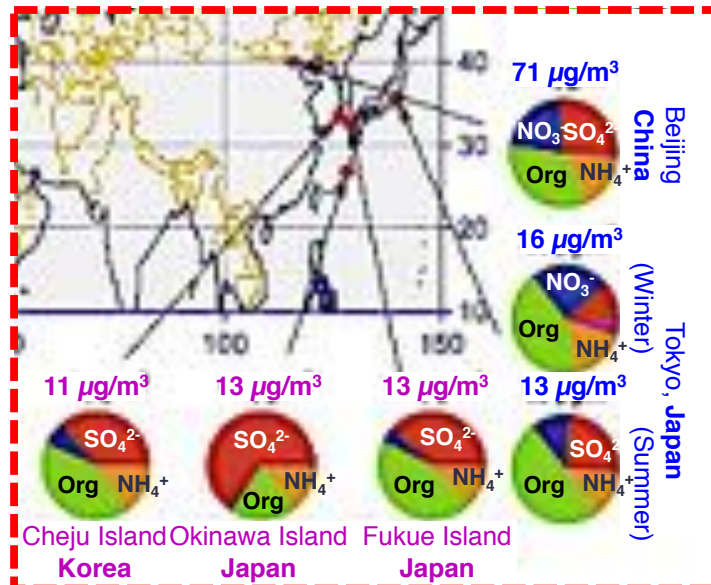 71 µg/m³
40
NO₃⁻ SO₄²⁻
Org NH₄⁺
Beijing
China
30
20
16 µg/m³
NO₃⁻
Org
NH₄⁺
(Winter)
10
100
150
Tokyo, Japan
11 µg/m³
13 µg/m³
13 µg/m³
13 µg/m³
SO₄²⁻
Org NH₄⁺
SO₄²⁻
Org NH₄⁺
SO₄²⁻
Org NH₄⁺
SO₄²
Org NH₄⁺
(Summer)
Cheju Island
Korea
Okinawa Island
Japan
Fukue Island
Japan